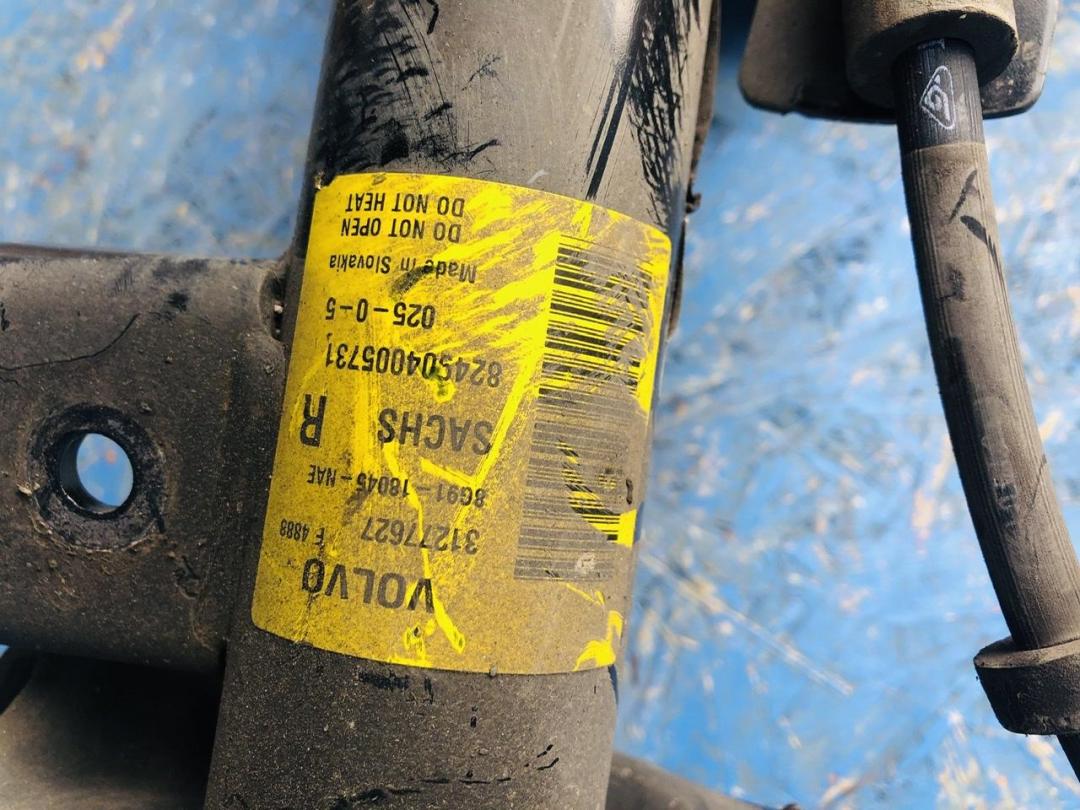 VOLVO
31277627 F 4883
8G91-18045-NAE
SACHS R
824504005731
025-0-5
Made in Slovakia
DO NOT OPEN
DO NOT HEAT